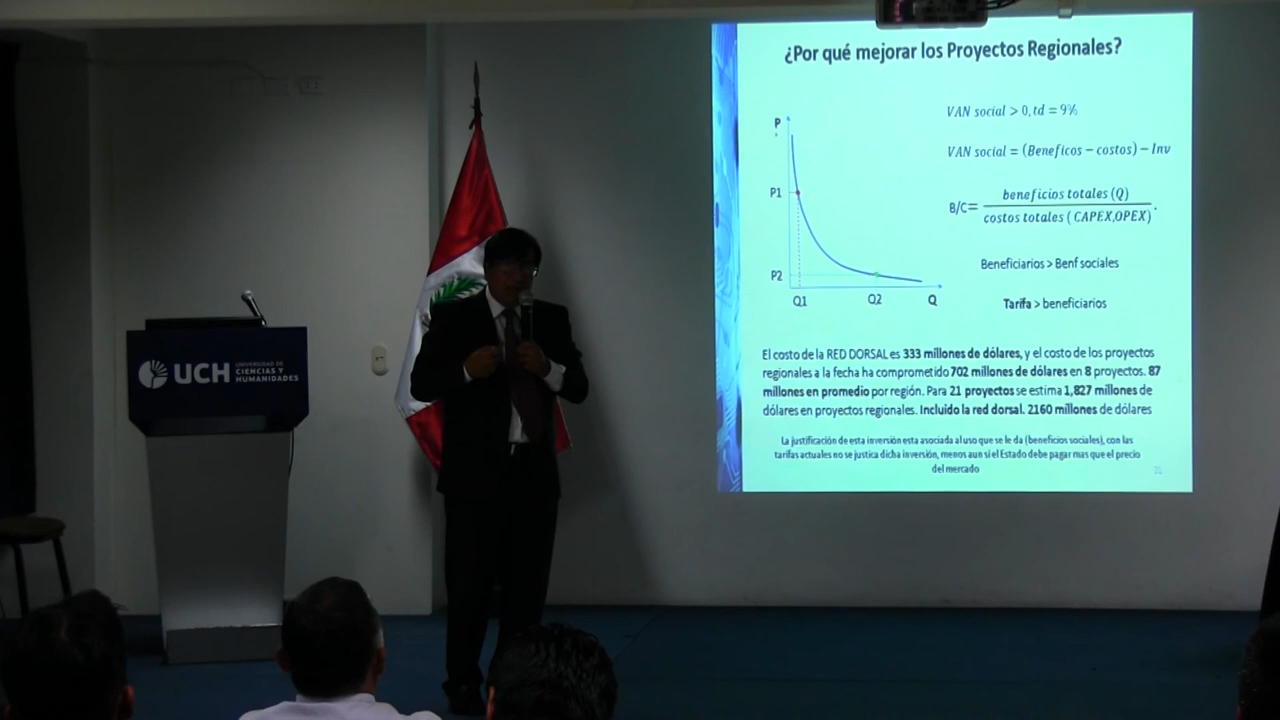 ¿Por qué mejorar los Proyectos Regionales?
P
P1
P2
Q1
Q2
Q
VAN social > 0, td = 9%
VAN social = (Beneficos − costos) − Inv
B/C= beneficios totales (Q)
costos totales ( CAPEX,OPEX)
Beneficiarios > Benf sociales
Tarifa > beneficiarios
El costo de la RED DORSAL es 333 millones de dólares, y el costo de los proyectos
regionales a la fecha ha comprometido 702 millones de dólares en 8 proyectos. 87
millones en promedio por región. Para 21 proyectos se estima 1,827 millones de
dólares en proyectos regionales. Incluido la red dorsal. 2160 millones de dólares
La justificación de esta inversión esta asociada al uso que se le da (beneficios sociales), con las
tarifas actuales no se justica dicha inversión, menos aun si el Estado debe pagar mas que el precio
del mercado
UCH
UNIVERSIDAD DE
CIENCIAS Y
HUMANIDADES